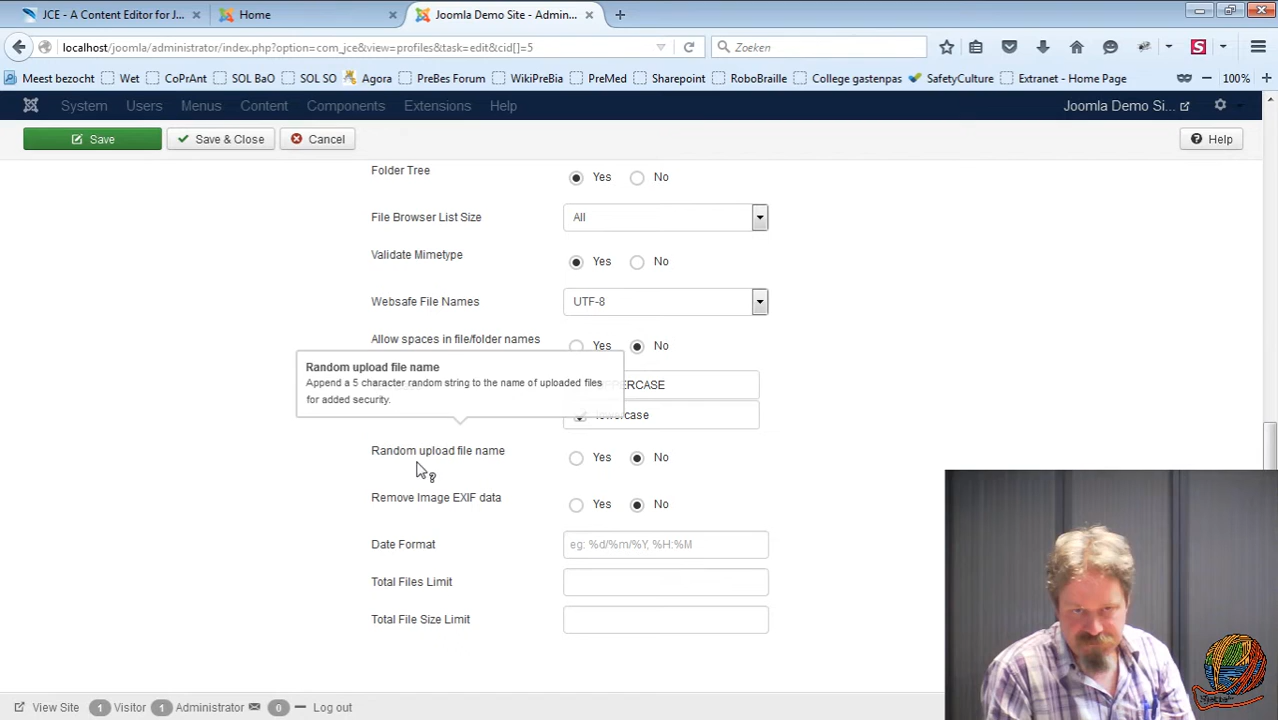 JCE - A Content Editor for J...
Home
Joomla Demo Site - Admin...
localhost/joomla/administrator/index.php?option=com_jce&view=profiles&task=edit&cid[]=5
Zoeken
Meest bezocht
Wet
CoPrAnt
SOL BaO
SOL SO
Agora
PreBes Forum
WikiPreBia
PreMed
Sharepoint
RoboBraille
College gastenpas
SafetyCulture
Extranet - Home Page
100%
System
Users
Menus
Content
Components
Extensions
Help
Joomla Demo Si...
Save
Save & Close
Cancel
Help
Folder Tree
Yes
No
File Browser List Size
All
Validate Mimetype
Yes
No
Websafe File Names
UTF-8
Allow spaces in file/folder names
Yes
No
Random upload file name
Append a 5 character random string to the name of uploaded files
for added security.
Random upload file name
Yes
No
Remove Image EXIF data
Yes
No
Date Format
eg: %d/%m/%Y, %H:%M
Total Files Limit
Total File Size Limit
View Site
1 Visitor
1 Administrator
0
Log out